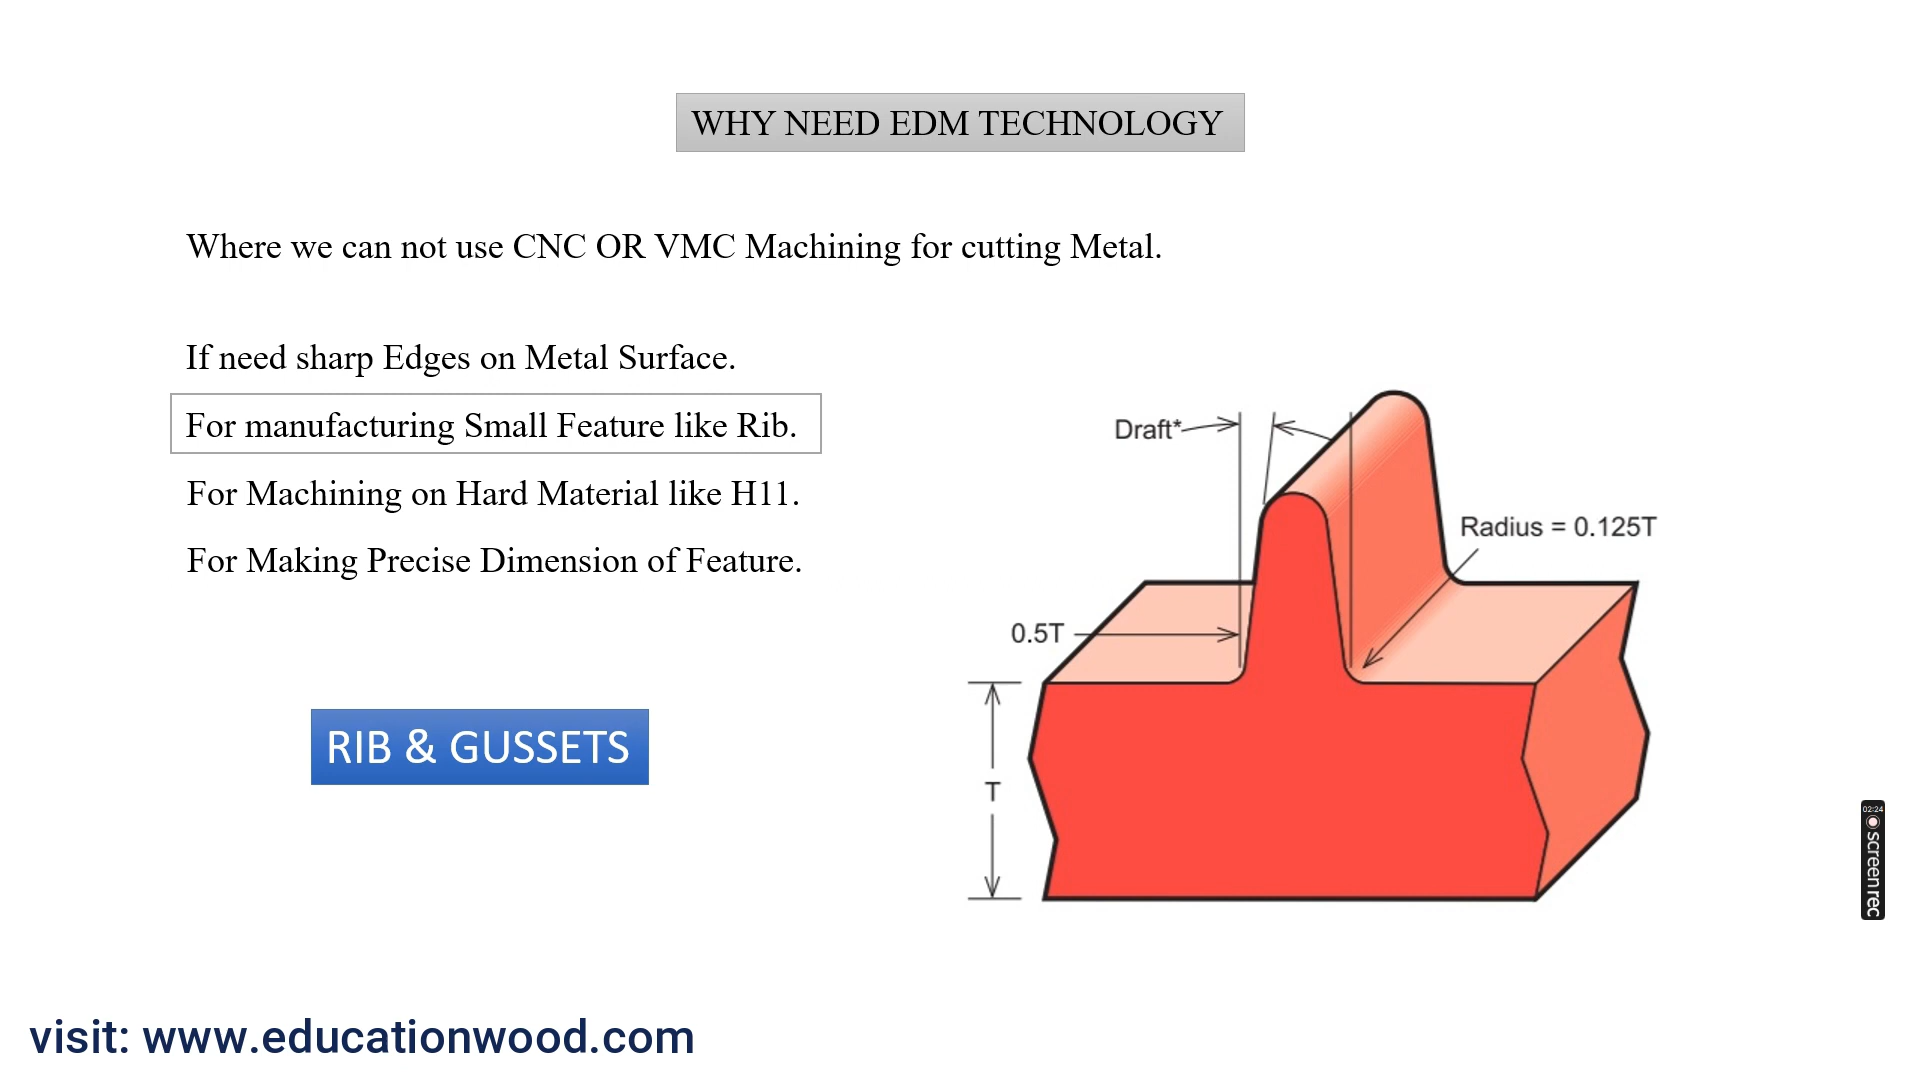 WHY NEED EDM TECHNOLOGY
Where we can not use CNC OR VMC Machining for cutting Metal.
If need sharp Edges on Metal Surface.
For manufacturing Small Feature like Rib.
For Machining on Hard Material like H11.
For Making Precise Dimension of Feature.
Draft*
Radius = 0.125T
0.5T
T
RIB & GUSSETS
02:24
screenrec
visit: www.educationwood.com